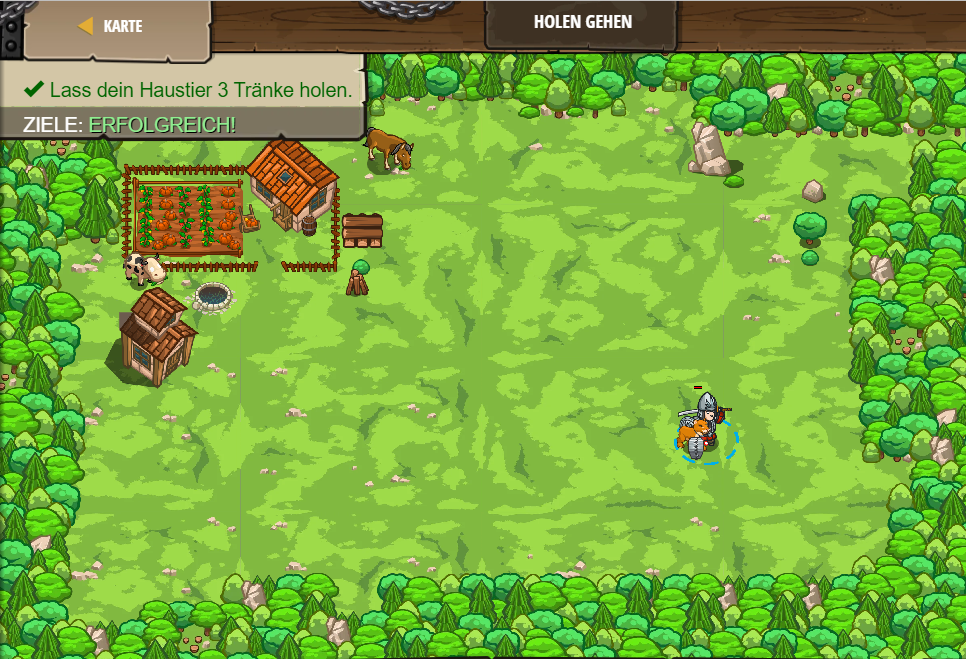 KARTE
HOLEN GEHEN
Lass dein Haustier 3 Tränke holen.
ZIELE: ERFOLGREICH!